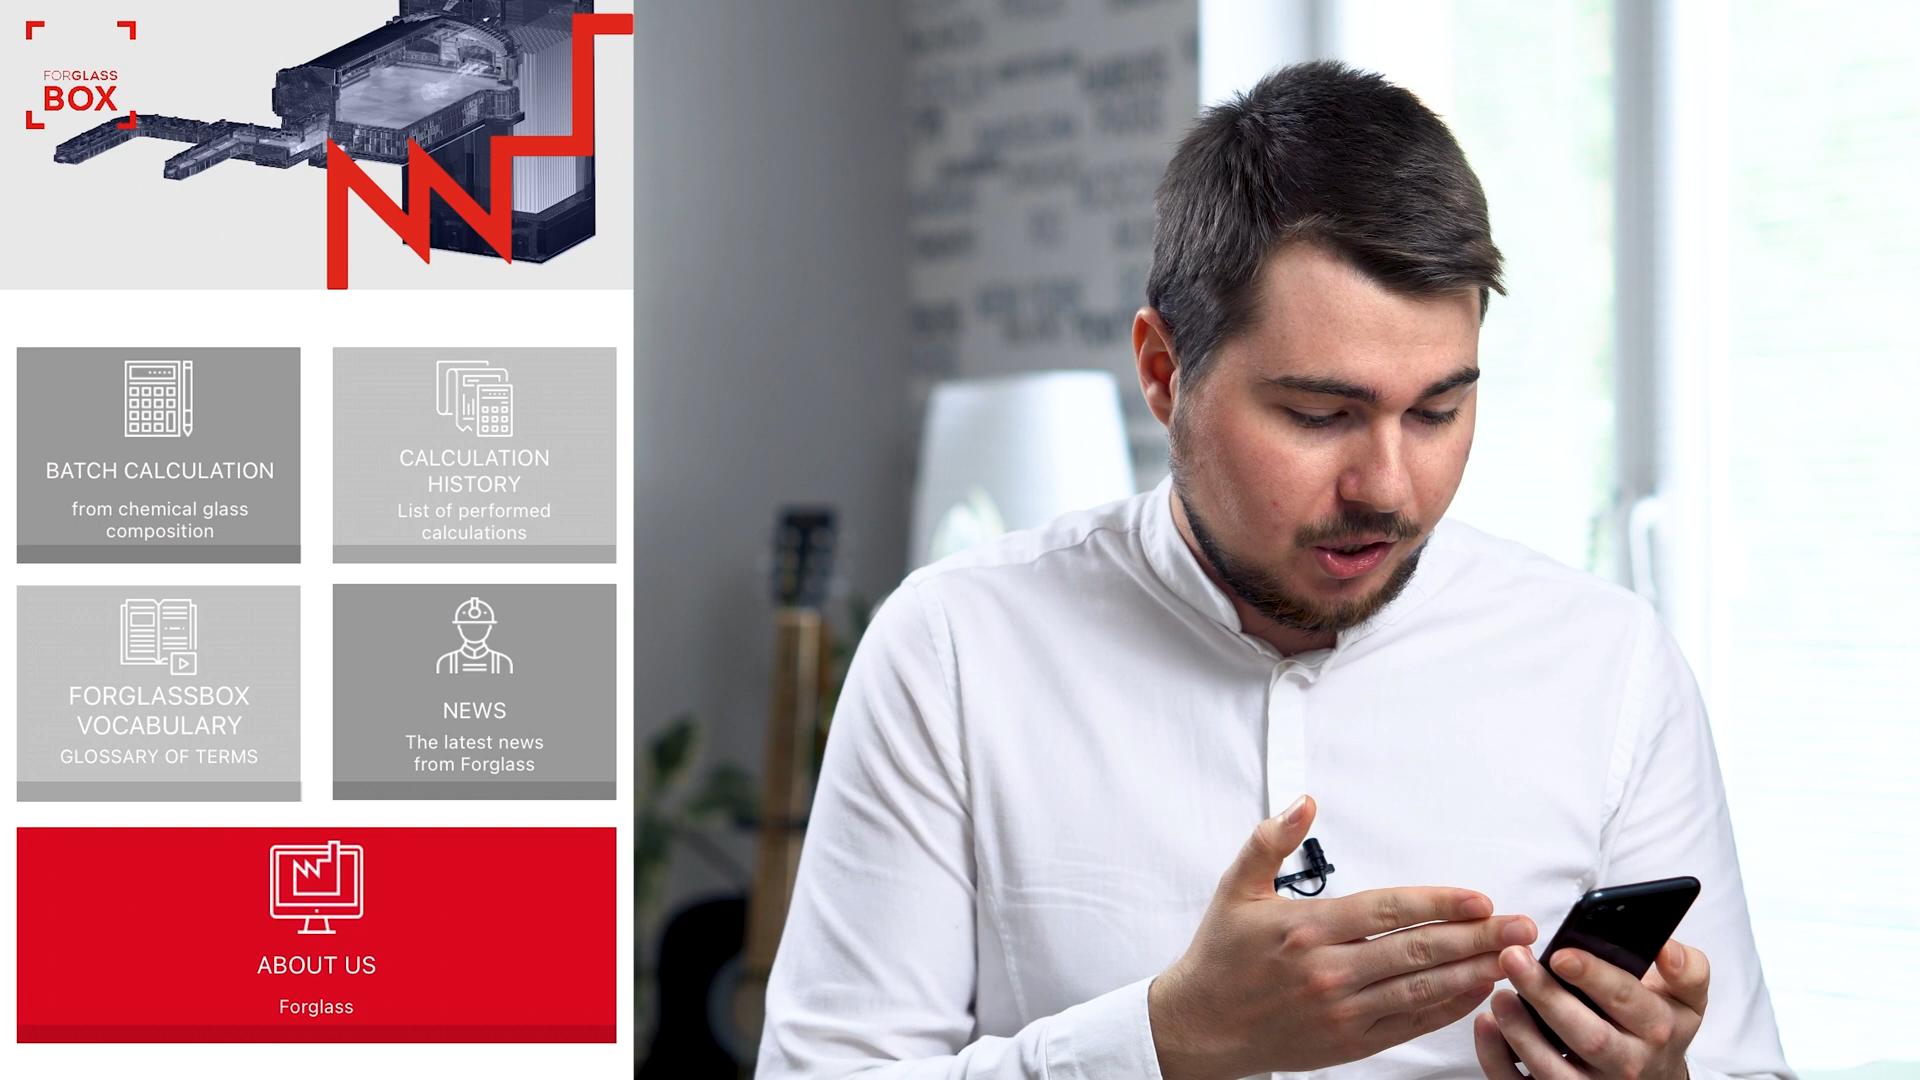 FORGLASS
BOX
BATCH CALCULATION
from chemical glass
composition
CALCULATION
HISTORY
List of performed
calculations
FORGLASSBOX
VOCABULARY
GLOSSARY OF TERMS
NEWS
The latest news
from Forglass
ABOUT US
Forglass